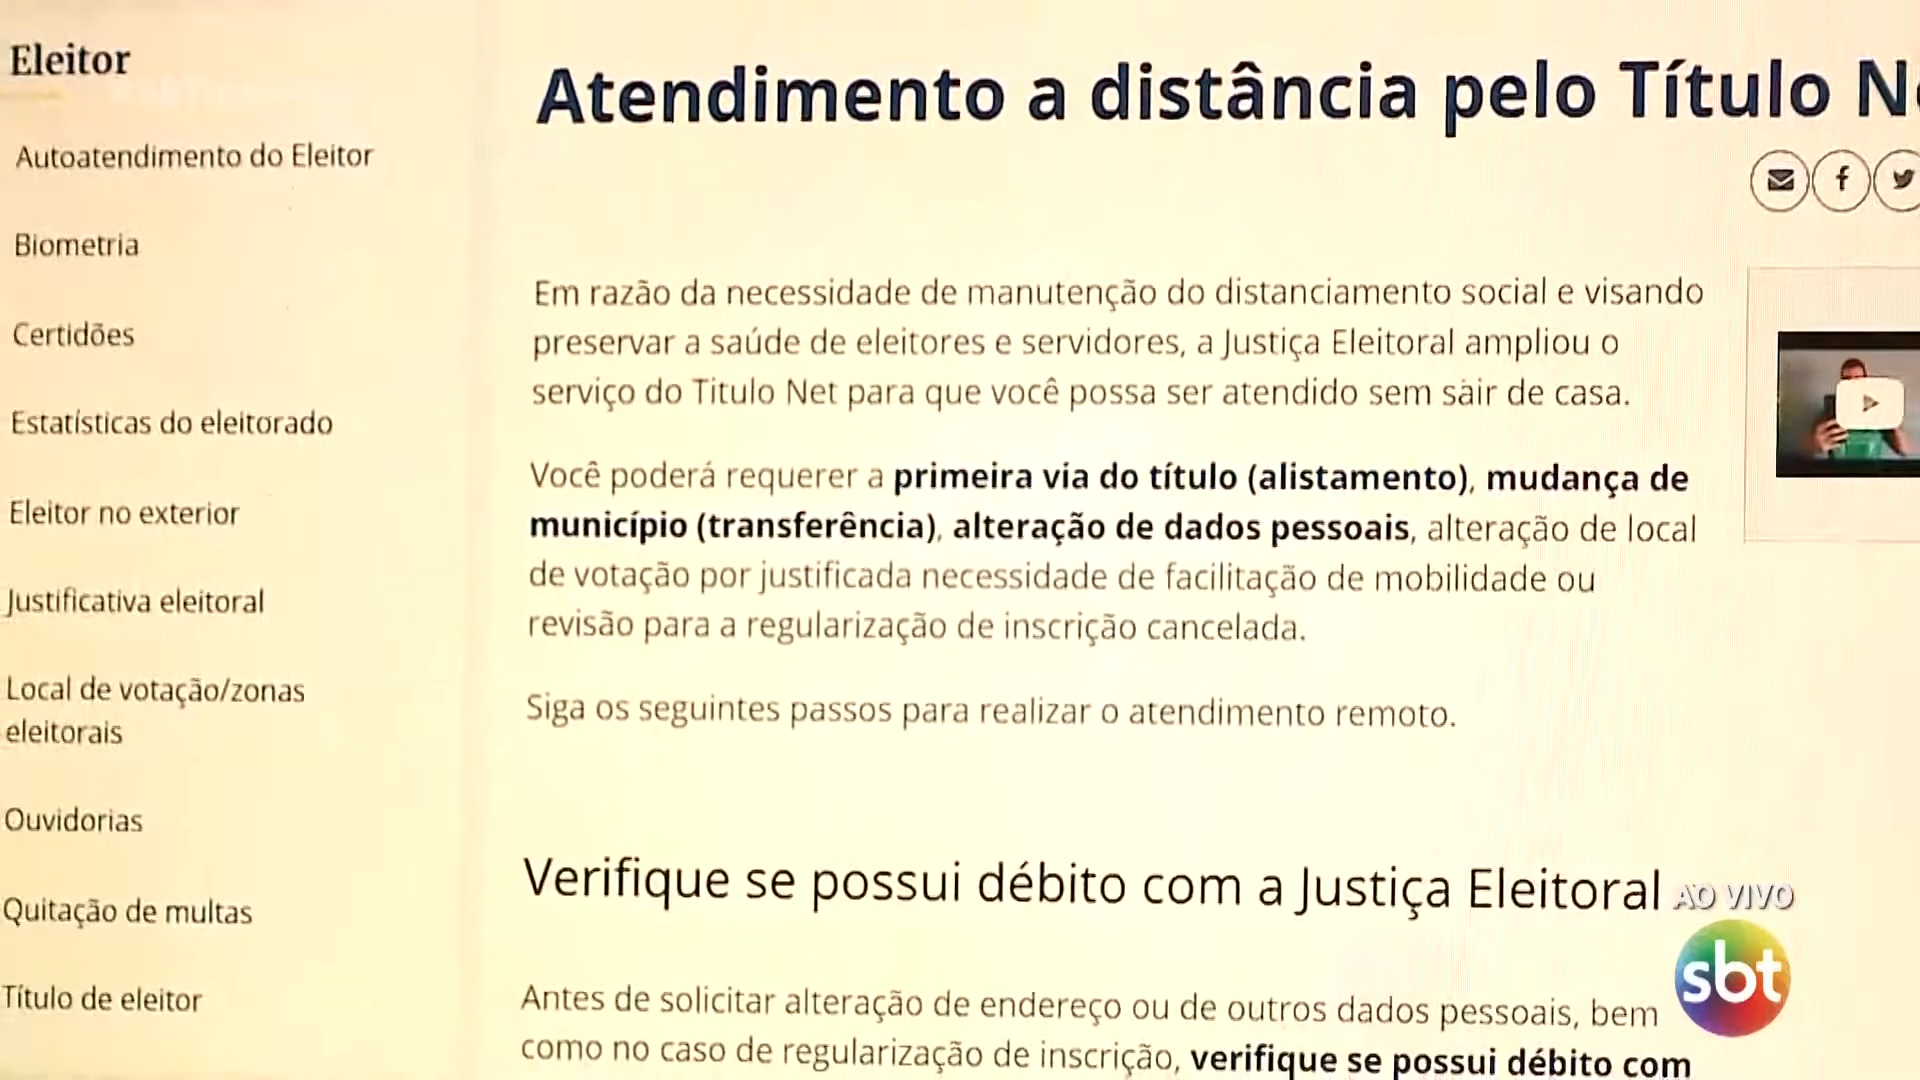 Eleitor
Autoatendimento do Eleitor
Biometria
Certidões
Estatísticas do eleitorado
Eleitor no exterior
Justificativa eleitoral
Local de votação/zonas
eleitorais
Ouvidorias
Quitação de multas
Título de eleitor
Atendimento a distância pelo Título
Em razão da necessidade de manutenção do distanciamento social e visando
preservar a saúde de eleitores e servidores, a Justiça Eleitoral ampliou o
serviço do Titulo Net para que você possa ser atendido sem sair de casa.
Você poderá requerer a primeira via do título (alistamento), mudança de
município (transferência), alteração de dados pessoais, alteração de local
de votação por justificada necessidade de facilitação de mobilidade ou
revisão para a regularização de inscrição cancelada.
Siga os seguintes passos para realizar o atendimento remoto.
Verifique se possui débito com a Justiça Eleitoral
Antes de solicitar alteração de endereço ou de outros dados pessoais, bem
como no caso de regularização de inscrição, verifique se possui débito com
AO VIVO
sbt